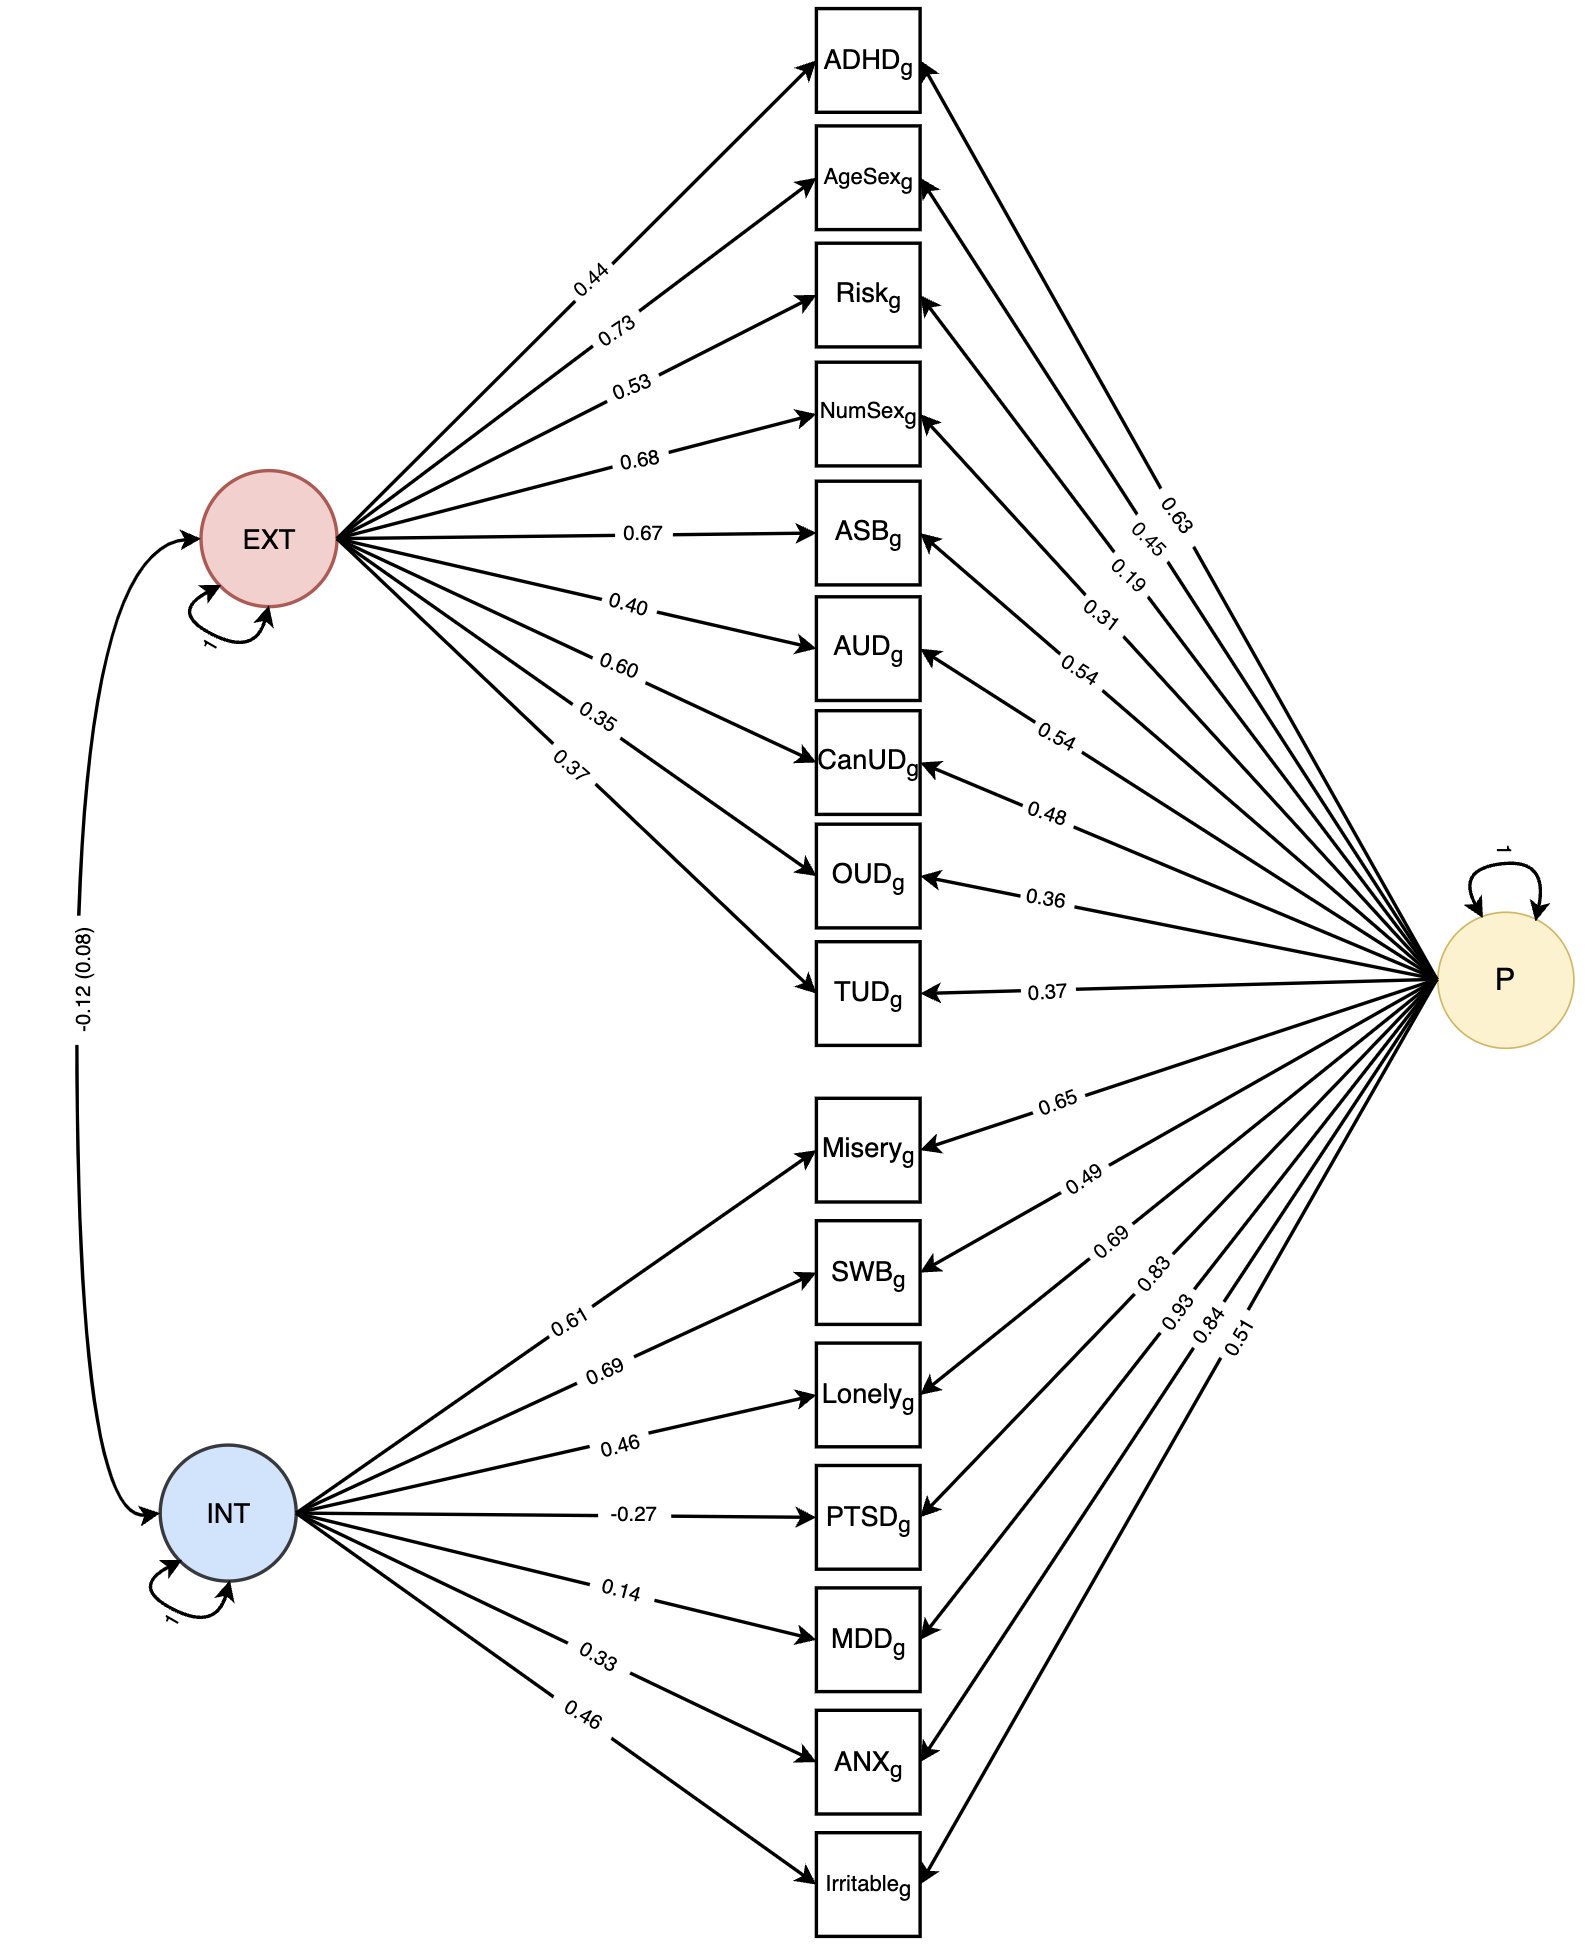 ADHDg
AgeSexg
Riskg
NumSexg
ASBg
AUDg
CanUDg
OUDg
TUDg
Miseryg
SWBg
Lonelyg
PTSDg
MDDg
ANXg
Irritableg
EXT
1
INT
1
P
1
-0.12 (0.08)
0.44
0.73
0.53
0.68
0.67
0.40
0.60
0.35
0.37
0.61
0.69
0.46
-0.27
0.14
0.33
0.46
0.63
0.45
0.19
0.31
0.54
0.54
0.48
0.36
0.37
0.65
0.49
0.69
0.83
0.93
0.84
0.51